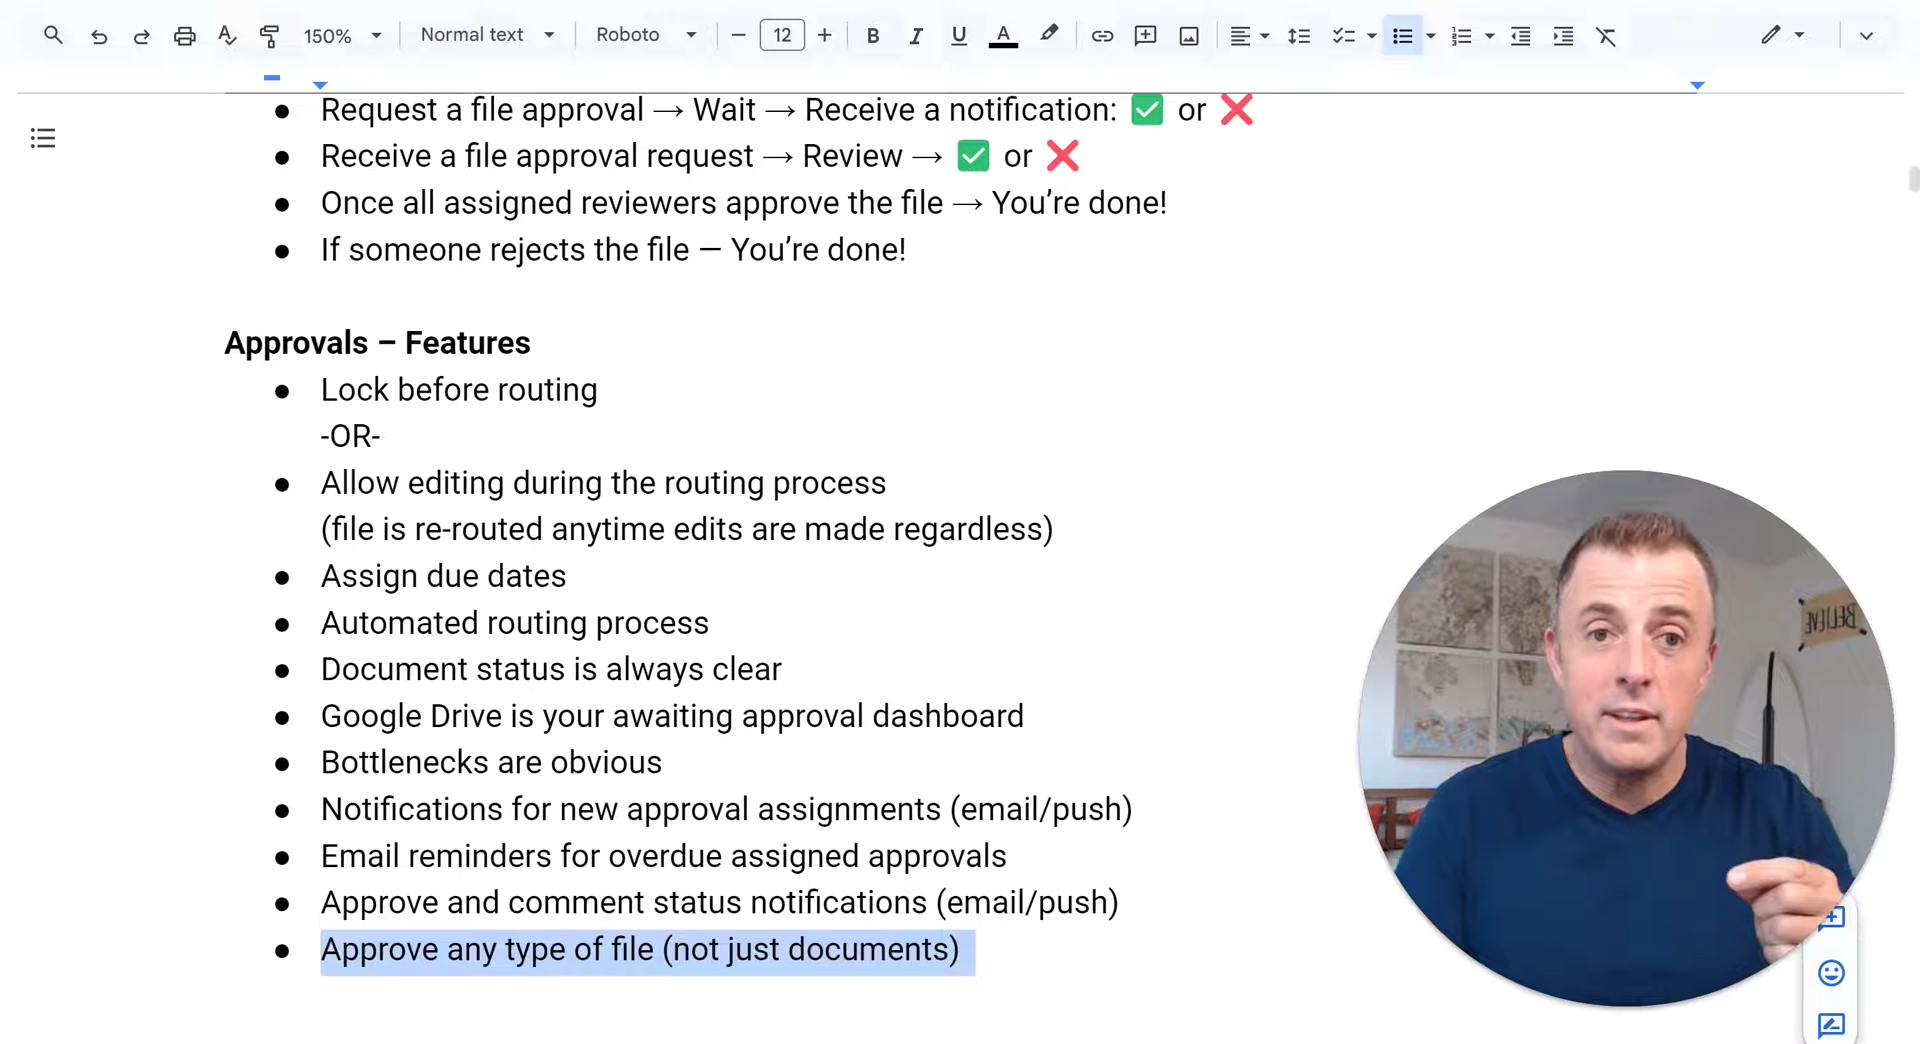 150% Normal text Roboto 12 B I U A
● Request a file approval → Wait → Receive a notification: ✅ or ❌
● Receive a file approval request → Review → ✅ or ❌
● Once all assigned reviewers approve the file → You’re done!
● If someone rejects the file – You’re done!
Approvals – Features
● Lock before routing
-OR-
● Allow editing during the routing process
(file is re-routed anytime edits are made regardless)
● Assign due dates
● Automated routing process
● Document status is always clear
● Google Drive is your awaiting approval dashboard
● Bottlenecks are obvious
● Notifications for new approval assignments (email/push)
● Email reminders for overdue assigned approvals
● Approve and comment status notifications (email/push)
● Approve any type of file (not just documents)
BELIEVE